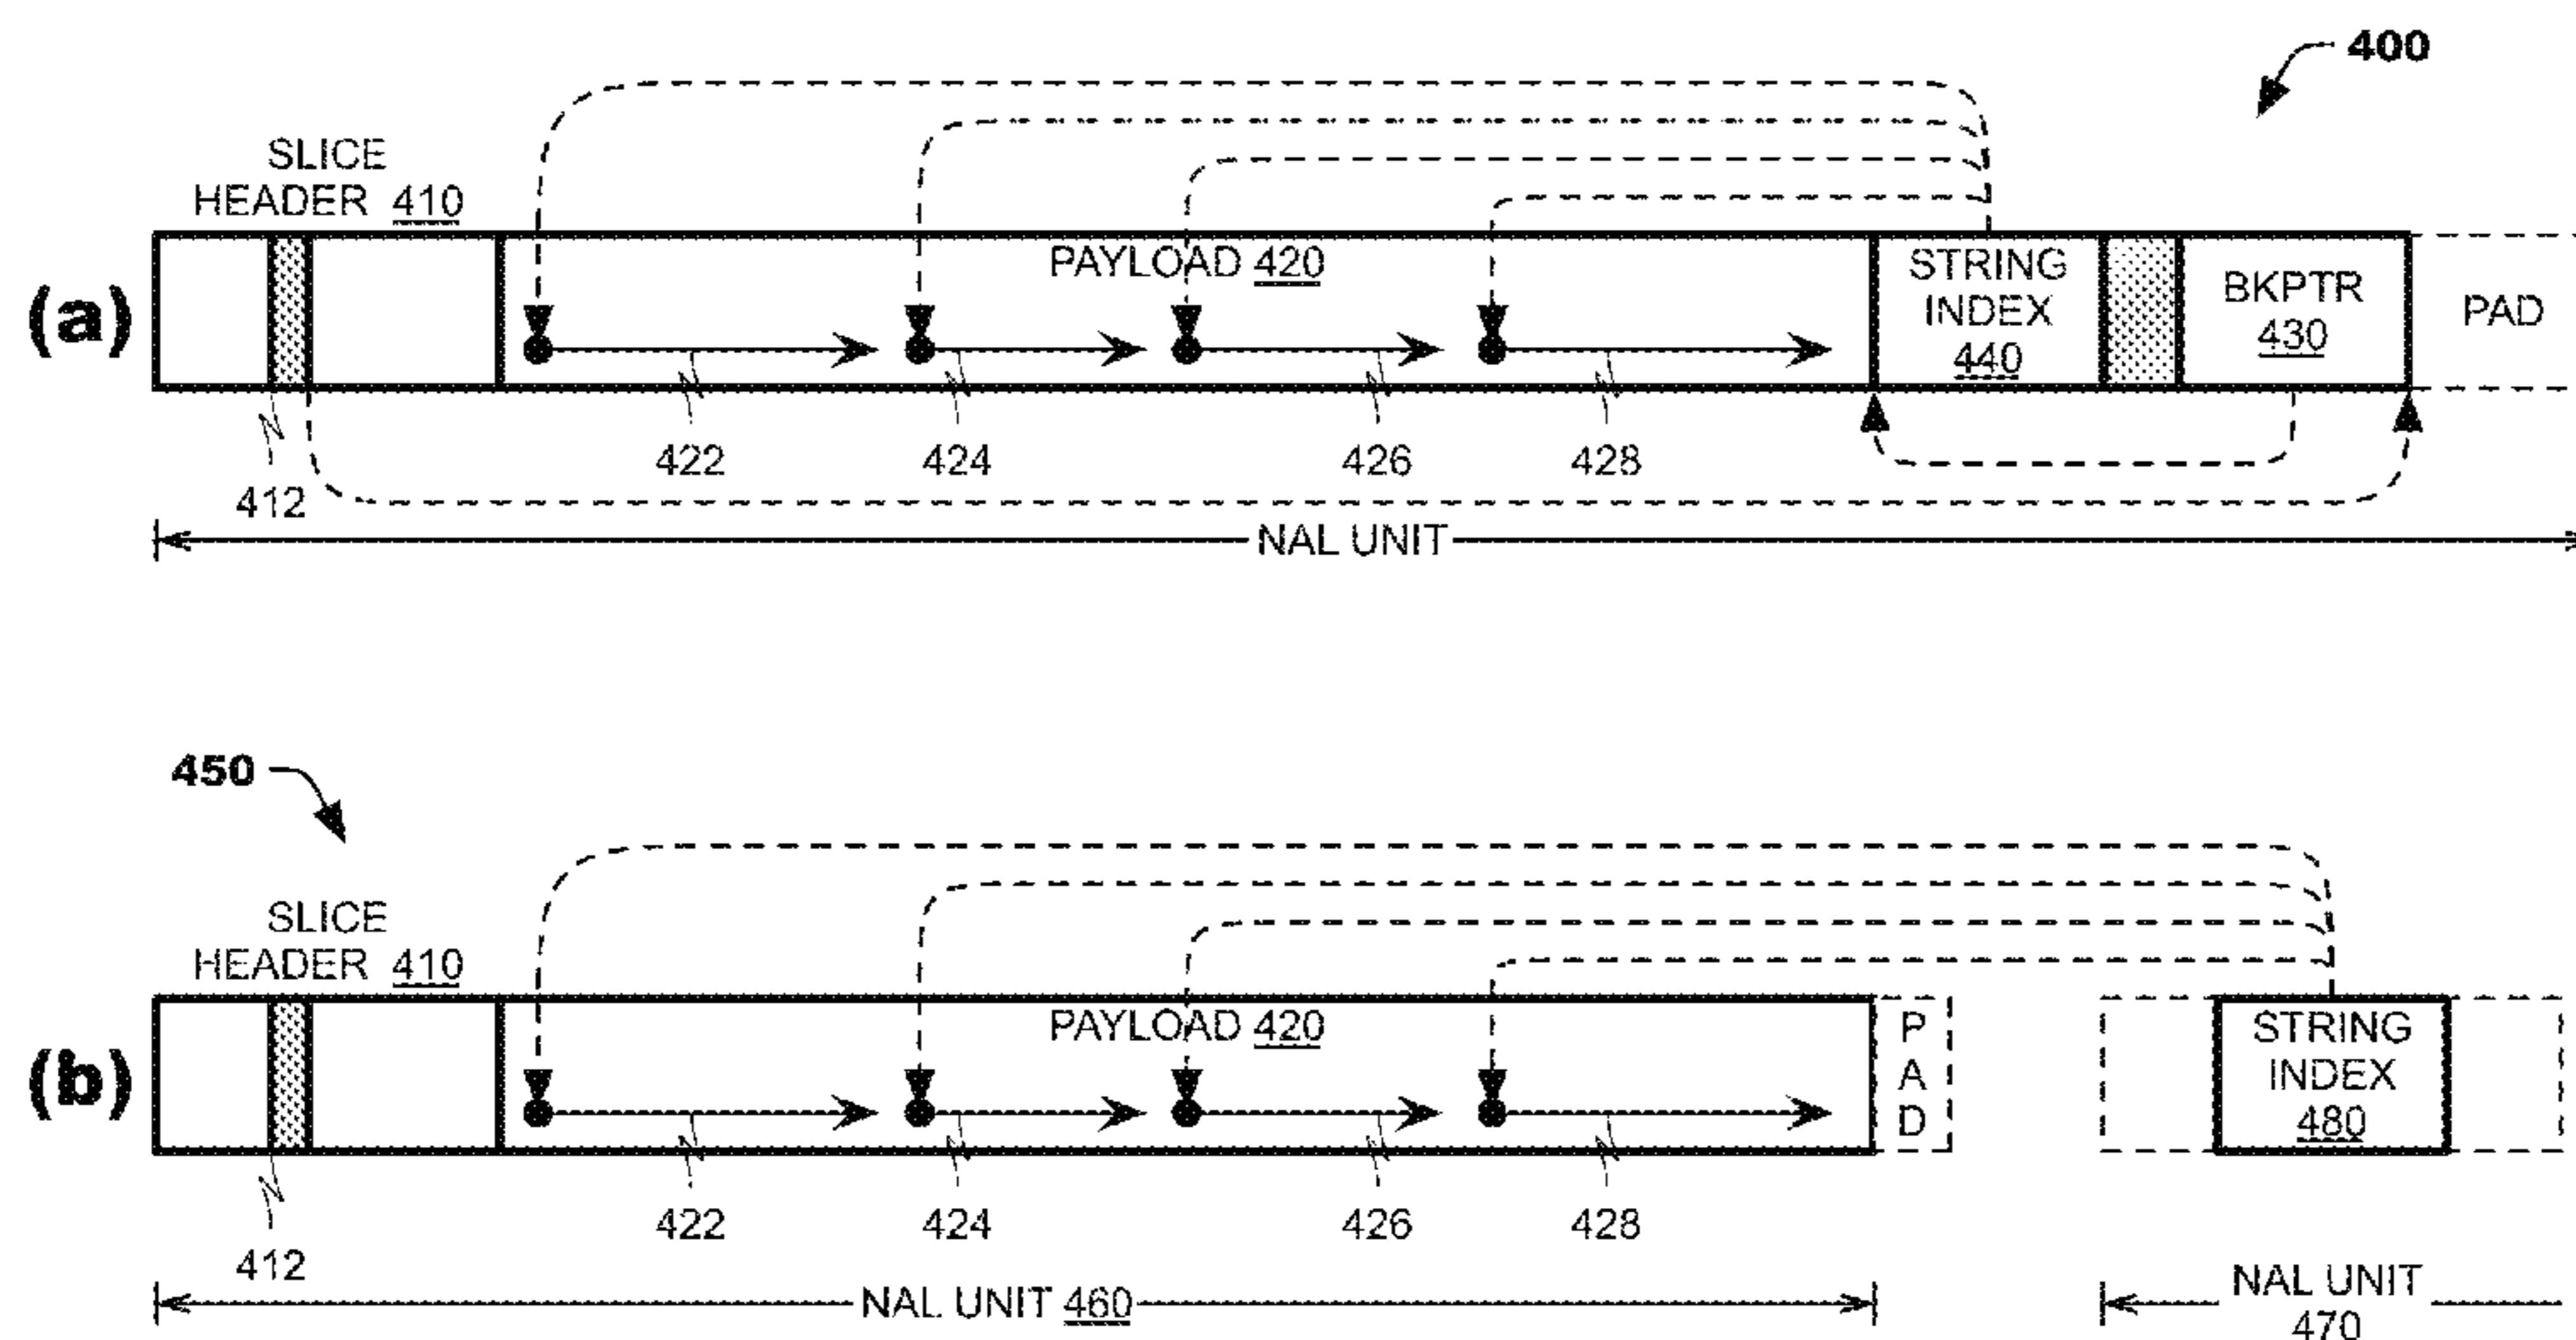 400
SLICE
HEADER 410
(a)
PAYLOAD 420
STRING
INDEX
440
BKPTR
430
PAD
422
424
426
428
412
NAL UNIT
450
SLICE
HEADER 410
(b)
PAYLOAD 420
P
A
D
STRING
INDEX
480
422
424
426
428
412
NAL UNIT 460
NAL UNIT
470